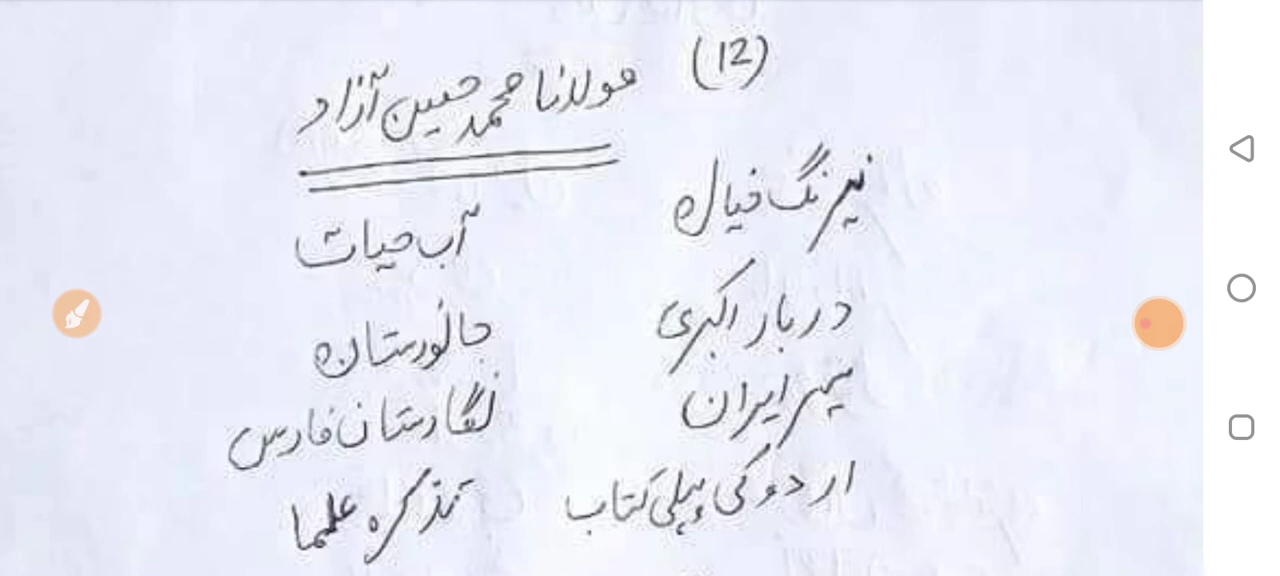 (12) مولانا محمد حسین آزاد
نیرنگ خیال آب حیات
دربار اکبری جانورستان
سیر ایران نگارستان فارس
اردو کی پہلی کتاب تذکرہ علما